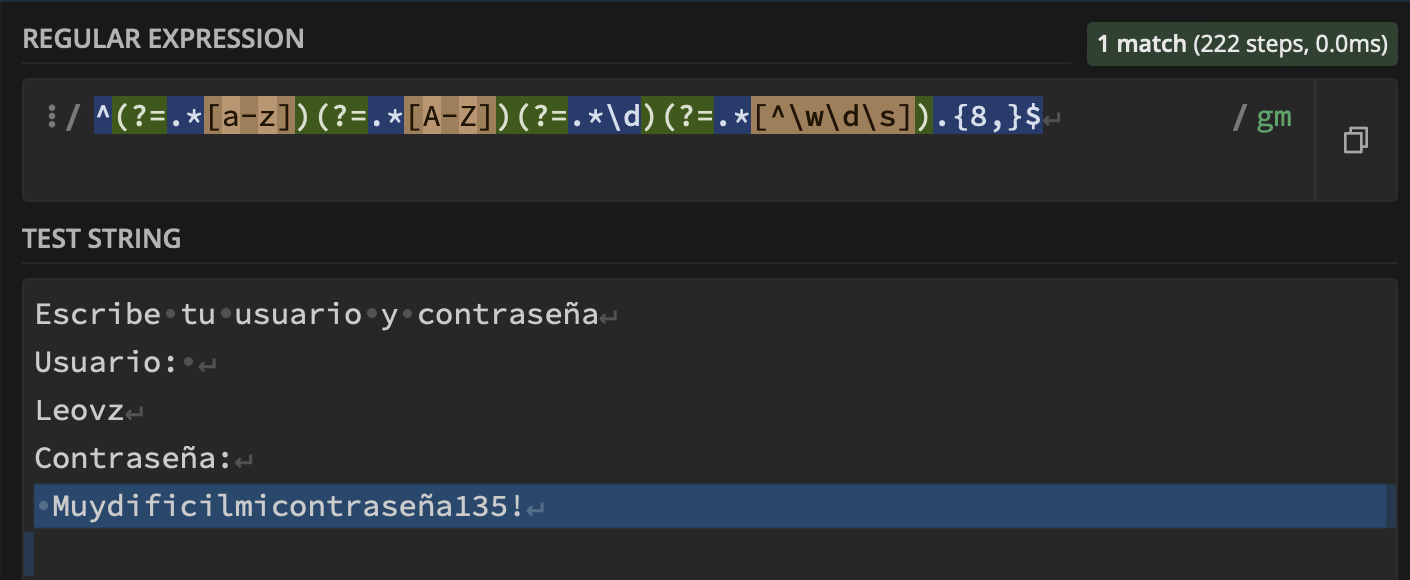 REGULAR EXPRESSION
1 match (222 steps, 0.0ms)
/ ^(?=.*[a-z])(?=.*[A-Z])(?=.*\d)(?=.*[^\w\d\s]).{8,}$↵ / gm
TEST STRING
Escribe•tu•usuario•y•contraseña↵
Usuario:•↵
Leovz↵
Contraseña:↵
•Muydificilmicontraseña135!↵